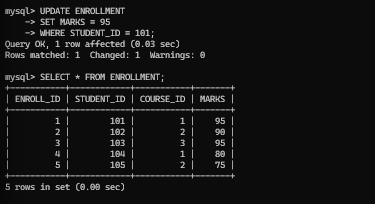 mysql> UPDATE ENROLLMENT
    -> SET MARKS = 95
    -> WHERE STUDENT_ID = 101;
Query OK, 1 row affected (0.03 sec)
Rows matched: 1  Changed: 1  Warnings: 0

mysql> SELECT * FROM ENROLLMENT;
+-----------+------------+-----------+-------+
| ENROLL_ID | STUDENT_ID | COURSE_ID | MARKS |
+-----------+------------+-----------+-------+
|         1 |        101 |         1 |    95 |
|         2 |        102 |         2 |    90 |
|         3 |        103 |         3 |    95 |
|         4 |        104 |         1 |    80 |
|         5 |        105 |         2 |    75 |
+-----------+------------+-----------+-------+
5 rows in set (0.00 sec)